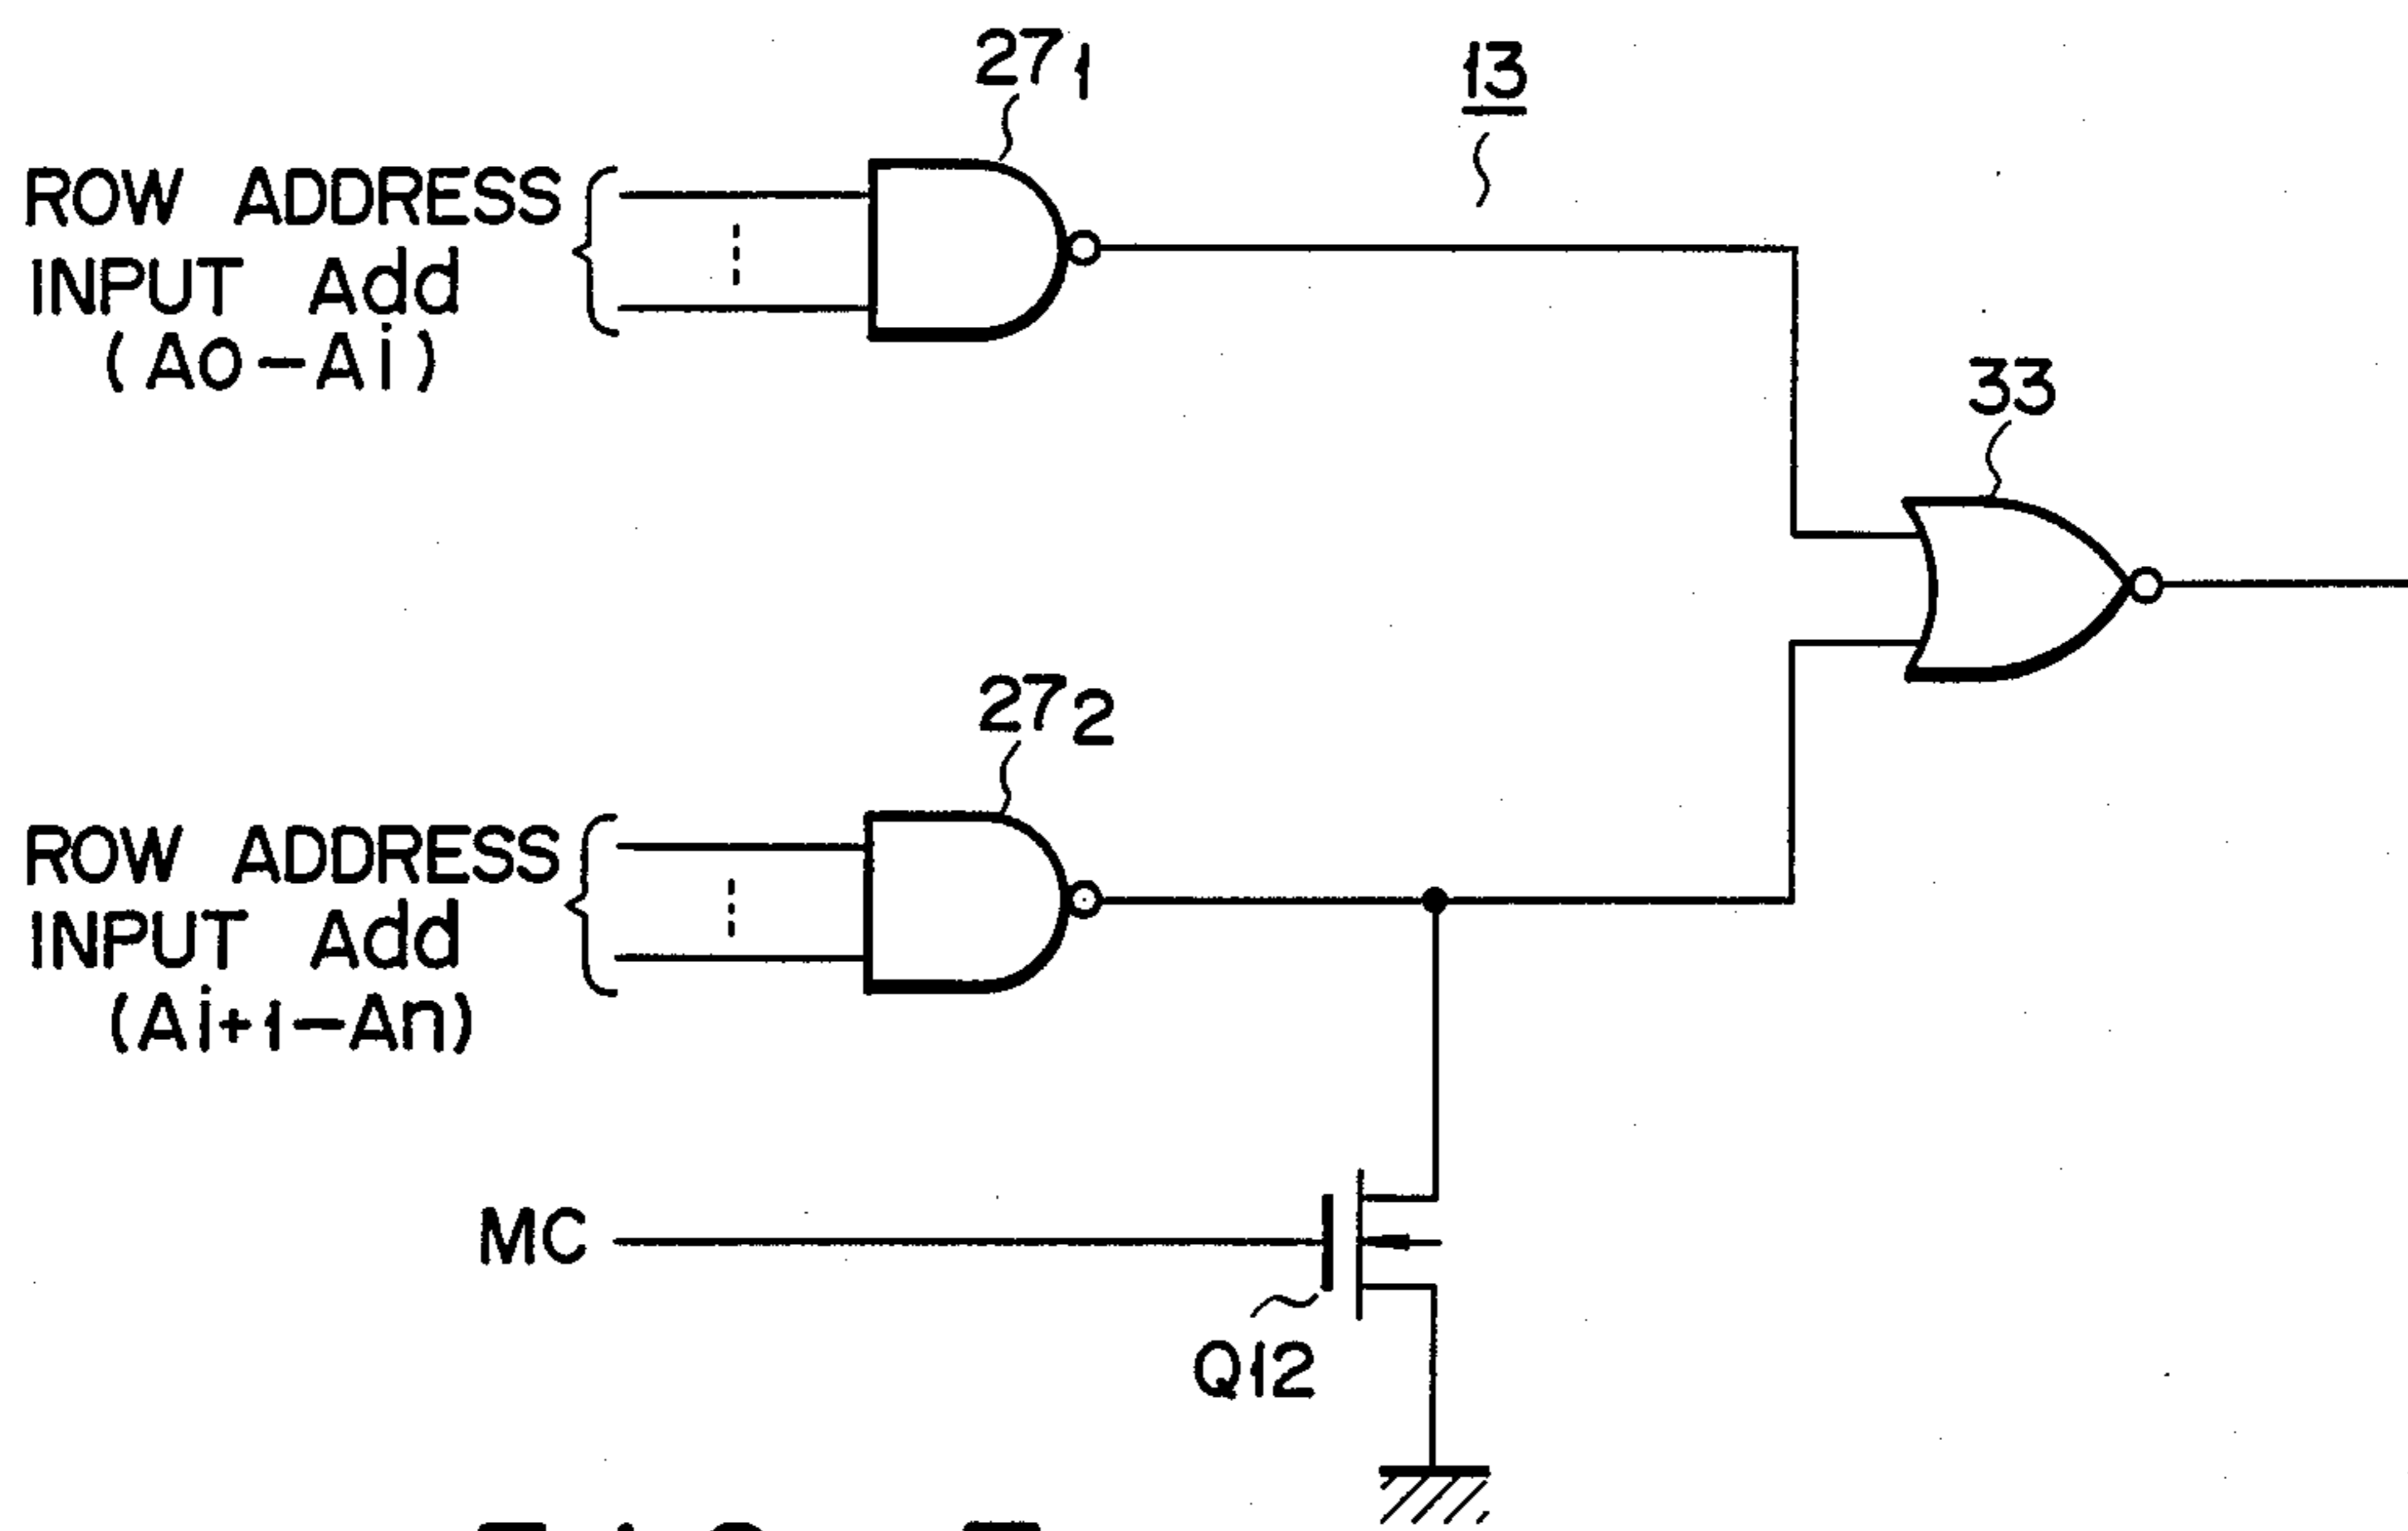 27₁
13
ROW ADDRESS
INPUT Add
(A0-Ai)
33
27₂
ROW ADDRESS
INPUT Add
(Ai+1-An)
MC
Q12